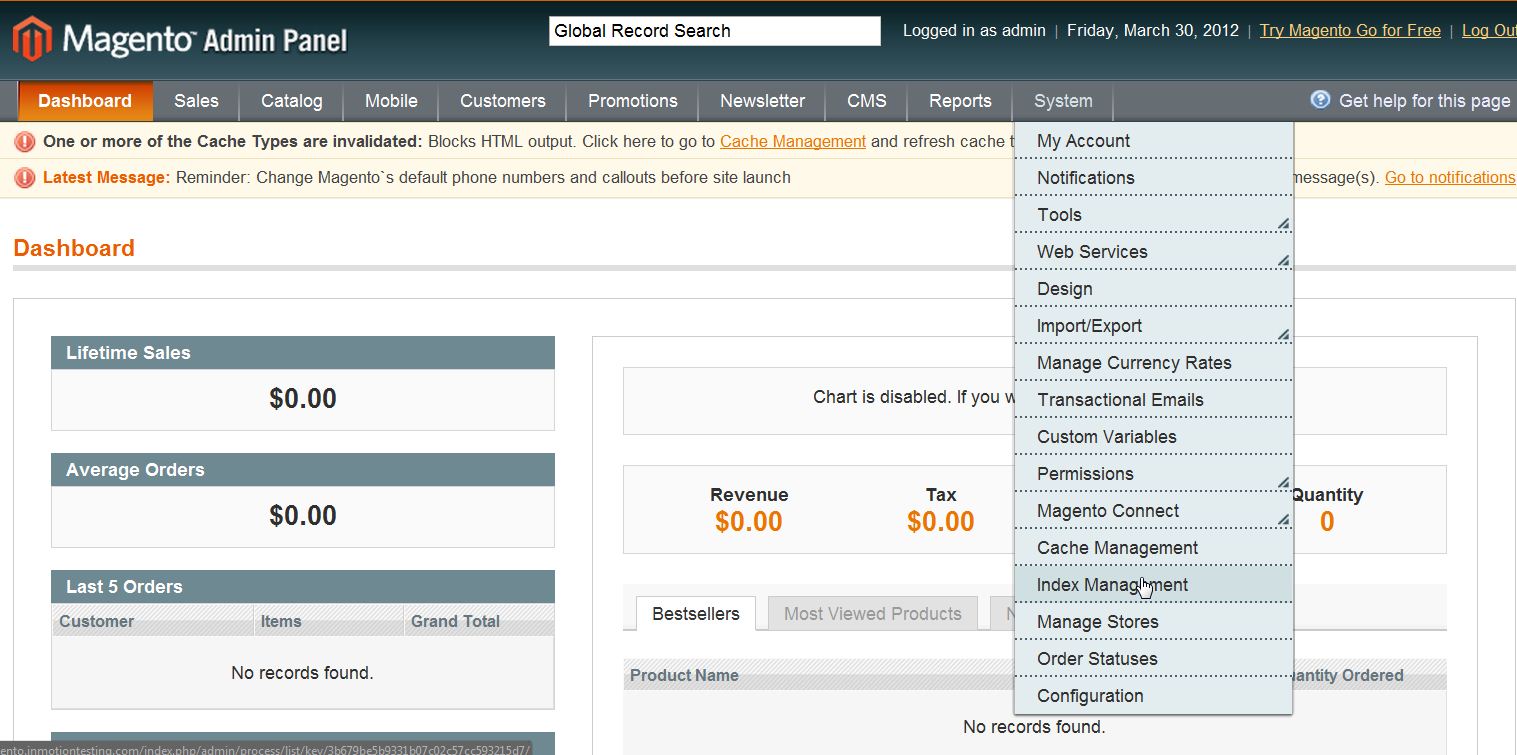 Magento™ Admin Panel
Global Record Search
Logged in as admin | Friday, March 30, 2012 | Try Magento Go for Free | Log Out
Dashboard Sales Catalog Mobile Customers Promotions Newsletter CMS Reports System Get help for this page
One or more of the Cache Types are invalidated: Blocks HTML output. Click here to go to Cache Management and refresh cache t
Latest Message: Reminder: Change Magento`s default phone numbers and callouts before site launch
message(s). Go to notifications
My Account
Notifications
Tools
Web Services
Design
Import/Export
Manage Currency Rates
Transactional Emails
Custom Variables
Permissions
Magento Connect
Cache Management
Index Management
Manage Stores
Order Statuses
Configuration
Dashboard
Lifetime Sales
$0.00
Average Orders
$0.00
Last 5 Orders
Customer Items Grand Total
No records found.
Chart is disabled. If you w
Revenue Tax Quantity
$0.00 $0.00 0
Bestsellers Most Viewed Products N
Product Name uantity Ordered
No records found.
ento.inmotiontesting.com/index.php/admin/process/list/key/3b679be5b9331b07c02c57cc593215d7/